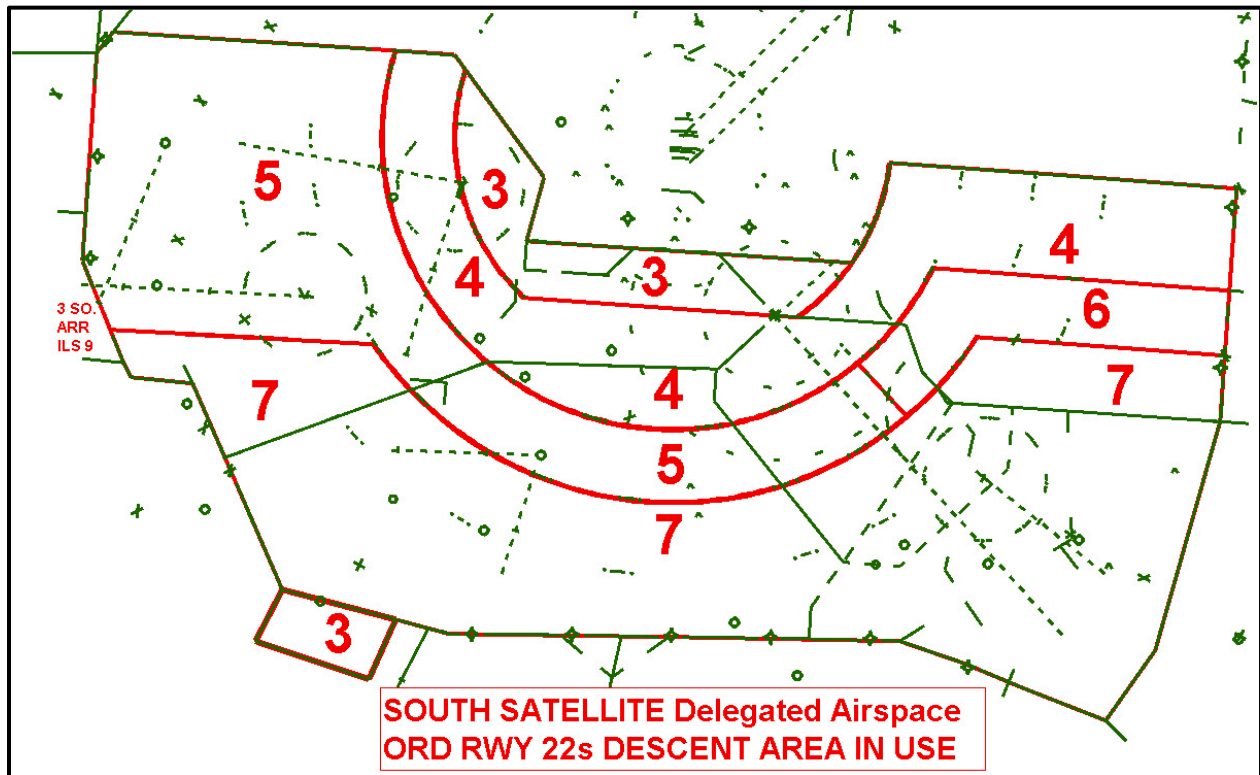 5
3
4
3
4
6
3 SO.
ARR
ILS 9
7
4
7
5
7
3
SOUTH SATELLITE Delegated Airspace
ORD RWY 22s DESCENT AREA IN USE